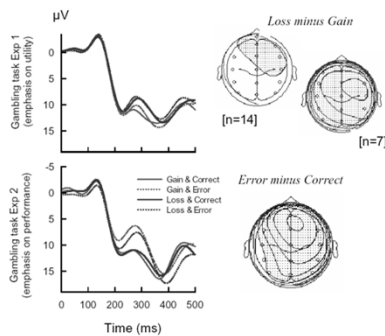 µV
Gambling task Exp 1
(emphasis on utility)
0
5
10
15
Loss minus Gain
[n=14]
[n=7]
Gambling task Exp 2
(emphasis on performance)
-5
0
5
10
15
Gain & Correct
Gain & Error
Loss & Correct
Loss & Error
Error minus Correct
0 100 200 300 400 500
Time (ms)